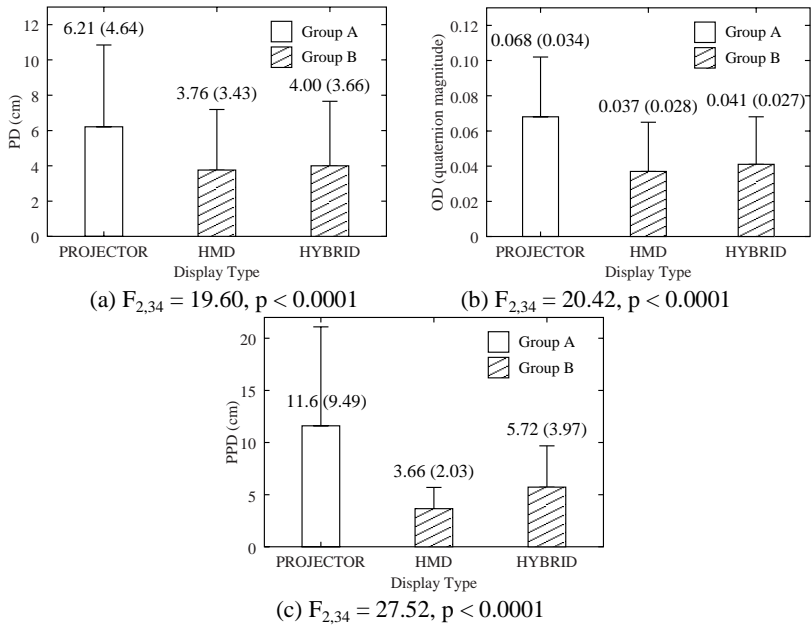 12
10
8
6
4
2
0
PD (cm)
6.21 (4.64)
3.76 (3.43)
4.00 (3.66)
Group A
Group B
PROJECTOR HMD HYBRID
Display Type
(a) F2,34 = 19.60, p < 0.0001
0.12
0.10
0.08
0.06
0.04
0.02
0
OD (quaternion magnitude)
0.068 (0.034)
0.037 (0.028)
0.041 (0.027)
Group A
Group B
PROJECTOR HMD HYBRID
Display Type
(b) F2,34 = 20.42, p < 0.0001
20
15
10
5
0
PPD (cm)
11.6 (9.49)
3.66 (2.03)
5.72 (3.97)
Group A
Group B
PROJECTOR HMD HYBRID
Display Type
(c) F2,34 = 27.52, p < 0.0001